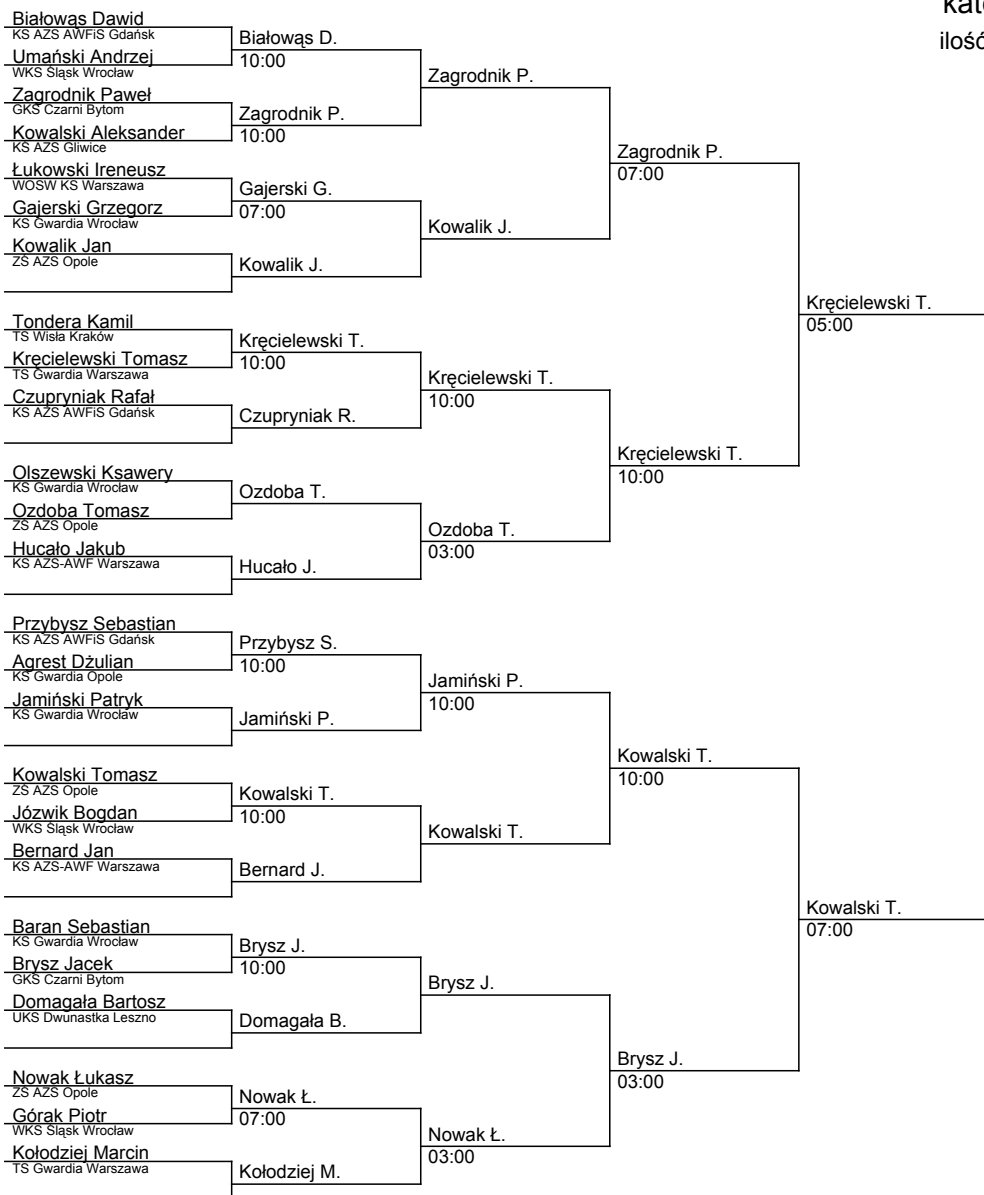 kate
ilość
Białowąs Dawid
KS AZS AWFiS Gdańsk
Umański Andrzej
WKS Śląsk Wrocław
Białowąs D.
10:00
Zagrodnik Paweł
GKS Czarni Bytom
Kowalski Aleksander
KS AZS Gliwice
Zagrodnik P.
10:00
Zagrodnik P.
Łukowski Ireneusz
WOSW KS Warszawa
Gajerski Grzegorz
KS Gwardia Wrocław
Gajerski G.
07:00
Kowalik Jan
ZŚ AZS Opole
Kowalik J.
Kowalik J.
Zagrodnik P.
07:00
Tondera Kamil
TS Wisła Kraków
Kręcielewski Tomasz
TS Gwardia Warszawa
Kręcielewski T.
10:00
Czupryniak Rafał
KS AZS AWFiS Gdańsk
Czupryniak R.
Kręcielewski T.
10:00
Olszewski Ksawery
KS Gwardia Wrocław
Ozdoba Tomasz
ZŚ AZS Opole
Ozdoba T.
Hucało Jakub
KS AZS-AWF Warszawa
Hucało J.
Ozdoba T.
03:00
Kręcielewski T.
10:00
Kręcielewski T.
05:00
Przybysz Sebastian
KS AZS AWFiS Gdańsk
Agrest Dżulian
KS Gwardia Opole
Przybysz S.
10:00
Jamiński Patryk
KS Gwardia Wrocław
Jamiński P.
Jamiński P.
10:00
Kowalski Tomasz
ZŚ AZS Opole
Józwik Bogdan
WKS Śląsk Wrocław
Kowalski T.
10:00
Bernard Jan
KS AZS-AWF Warszawa
Bernard J.
Kowalski T.
Kowalski T.
10:00
Baran Sebastian
KS Gwardia Wrocław
Brysz Jacek
GKS Czarni Bytom
Brysz J.
10:00
Domagała Bartosz
UKS Dwunastka Leszno
Domagała B.
Brysz J.
Nowak Łukasz
ZŚ AZS Opole
Górak Piotr
WKS Śląsk Wrocław
Nowak Ł.
07:00
Kołodziej Marcin
TS Gwardia Warszawa
Kołodziej M.
Nowak Ł.
03:00
Brysz J.
03:00
Kowalski T.
07:00